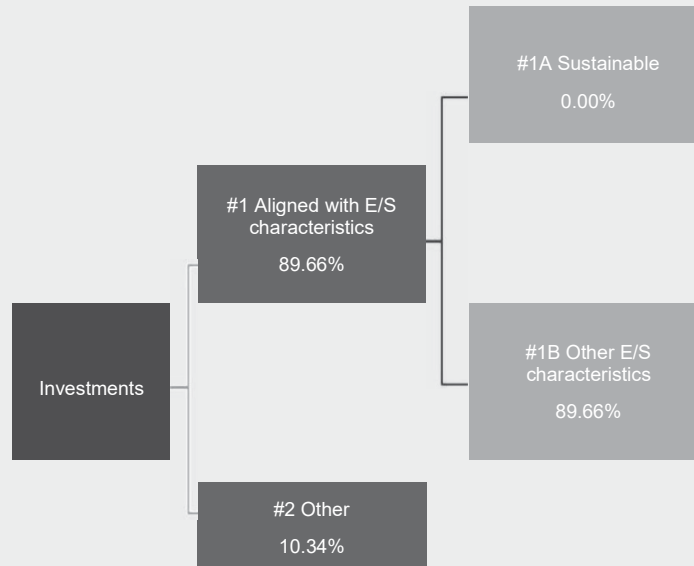 #1A Sustainable
0.00%
#1 Aligned with E/S
characteristics
89.66%
Investments
#1B Other E/S
characteristics
89.66%
#2 Other
10.34%